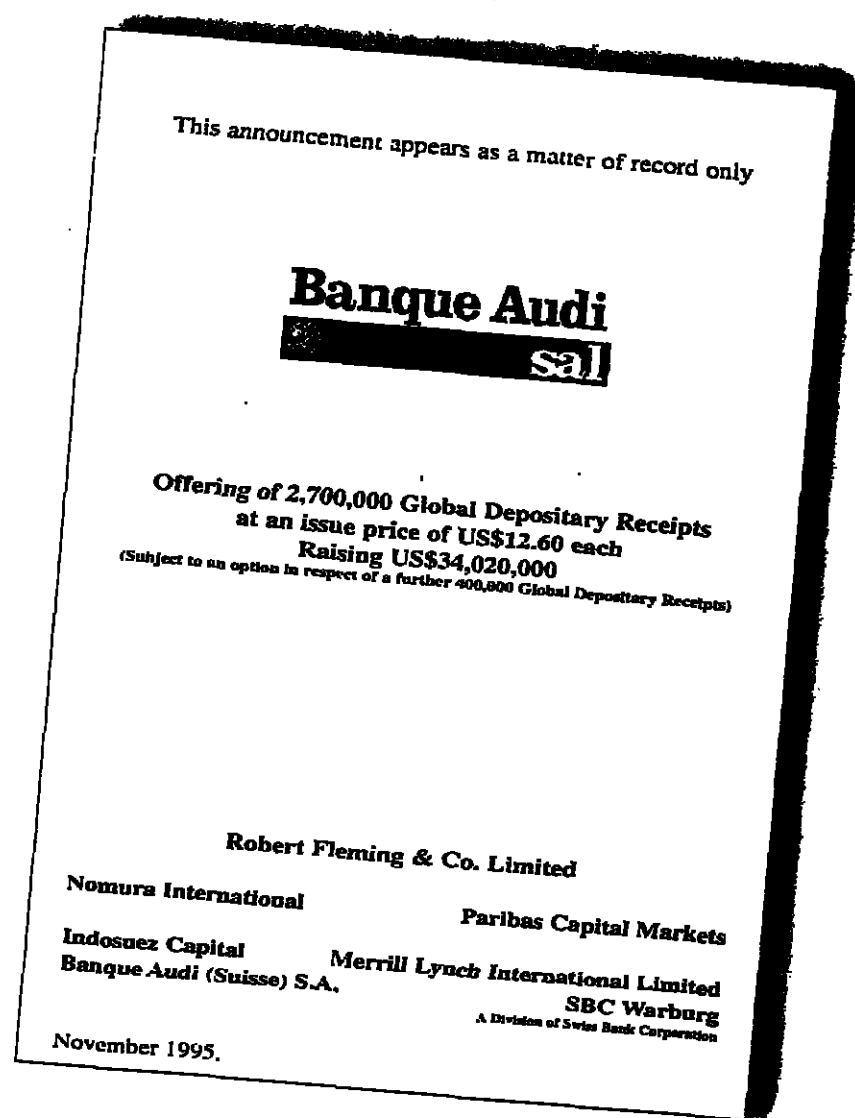 This announcement appears as a matter of record only
Banque Audi
sal
Offering of 2,700,000 Global Depositary Receipts
at an issue price of US$12.60 each
Raising US$34,020,000
(Subject to an option in respect of a further 400,000 Global Depositary Receipts)
Robert Fleming & Co. Limited
Nomura International
Paribas Capital Markets
Indosuez Capital
Merrill Lynch International Limited
Banque Audi (Suisse) S.A.
SBC Warburg
A Division of Swiss Bank Corporation
November 1995.